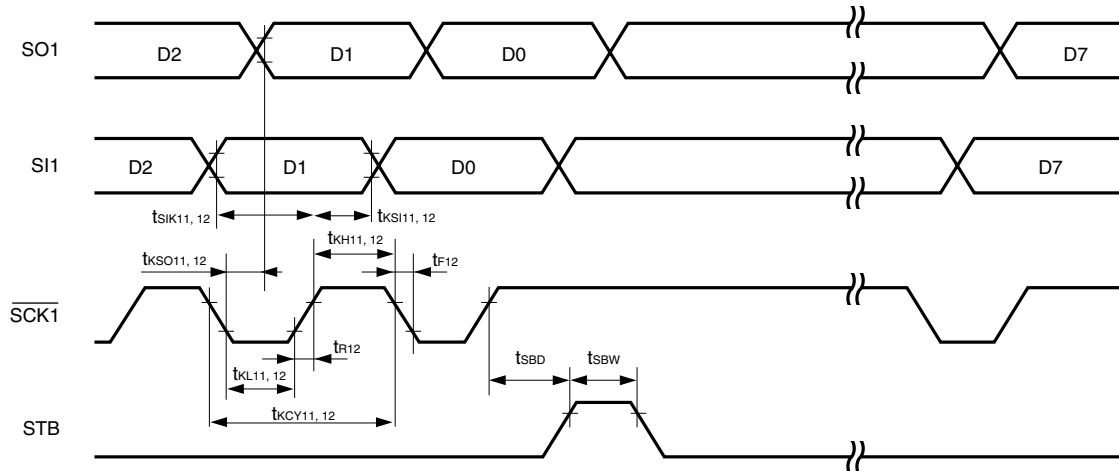 SO1 D2 D1 D0 D7
SI1 D2 D1 D0 D7
tSIK11, 12 tKSI11, 12
tKH11, 12
tKSO11, 12 tF12
SCK1
tR12
tSBD tSBW
tKL11, 12
tKCY11, 12
STB